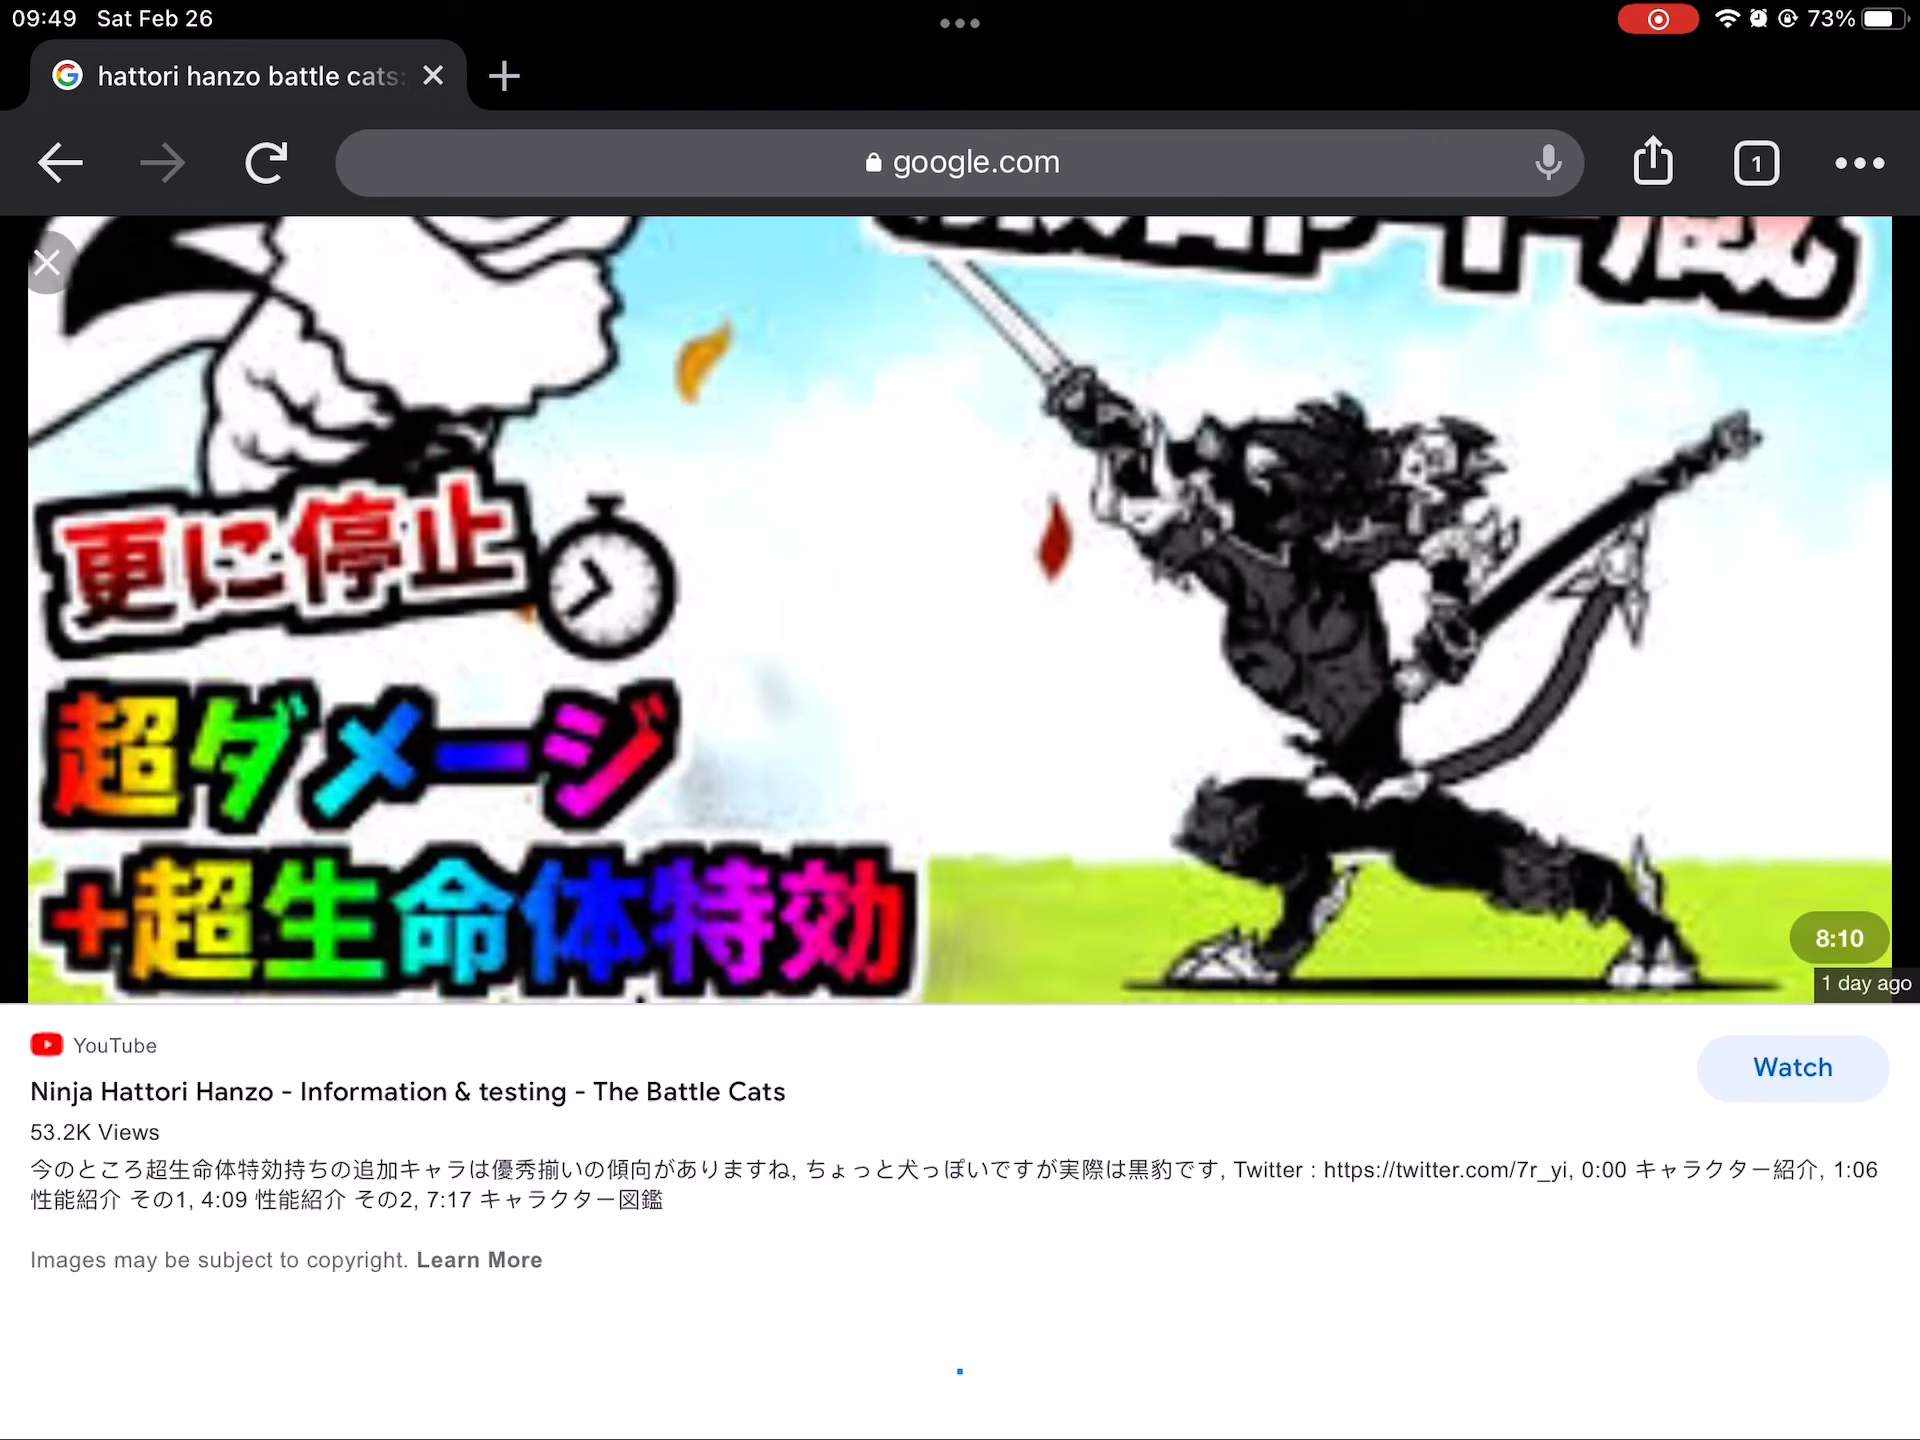 09:49 Sat Feb 26
73%
hattori hanzo battle cats:
google.com
1
更に停止
超ダメージ
+超生命体特効
8:10
1 day ago
YouTube
Watch
Ninja Hattori Hanzo - Information & testing - The Battle Cats
53.2K Views
今のところ超生命体特効持ちの追加キャラは優秀揃いの傾向がありますね, ちょっと犬っぽいですが実際は黒豹です, Twitter : https://twitter.com/7r_yi, 0:00 キャラクター紹介, 1:06
性能紹介 その1, 4:09 性能紹介 その2, 7:17 キャラクター図鑑
Images may be subject to copyright. Learn More